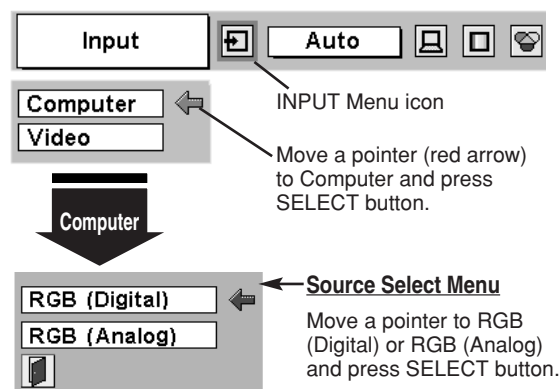 Input
Auto
INPUT Menu icon
Computer
Video
Move a pointer (red arrow)
to Computer and press
SELECT button.
Computer
Source Select Menu
RGB (Digital)
RGB (Analog)
Move a pointer to RGB
(Digital) or RGB (Analog)
and press SELECT button.